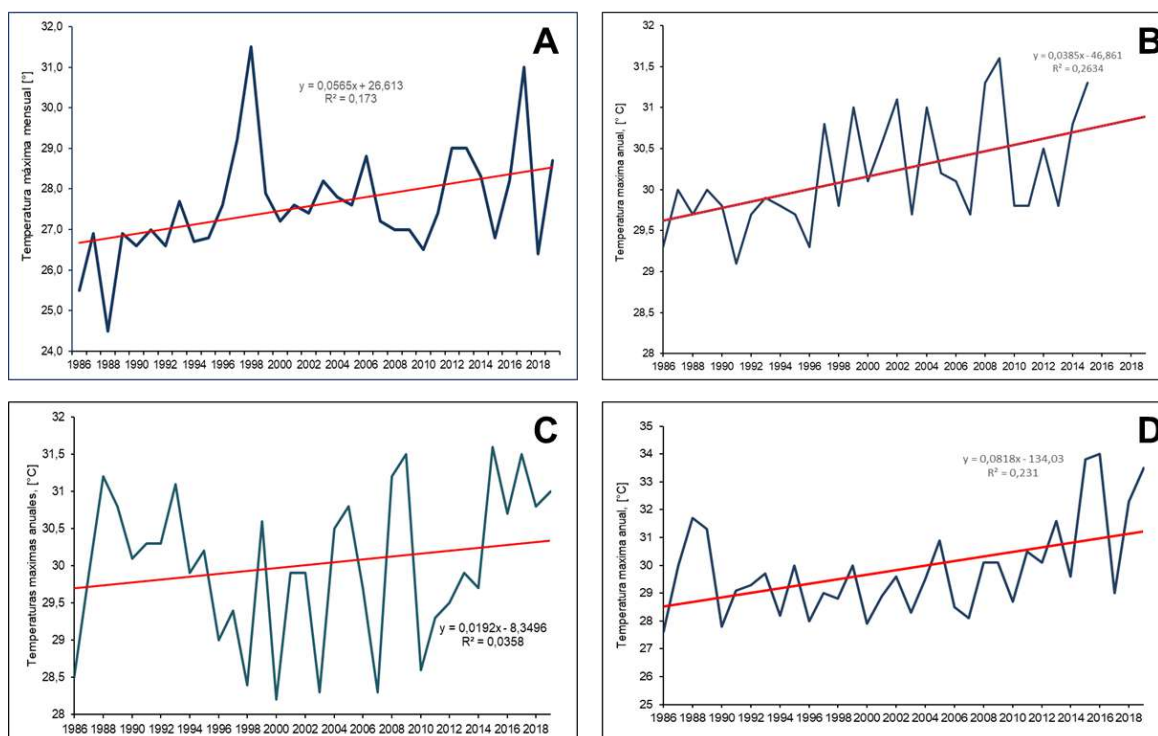 A
Temperatura máxima mensual [°]
y = 0,0565x + 26,613
R² = 0,173
32,0
31,0
30,0
29,0
28,0
27,0
26,0
25,0
24,0
1986 1988 1990 1992 1994 1996 1998 2000 2002 2004 2006 2008 2010 2012 2014 2016 2018
B
Temperatura maxima anual, [° C]
y = 0,0385x - 46,861
R² = 0,2634
32
31,5
31
30,5
30
29,5
29
28,5
28
1986 1988 1990 1992 1994 1996 1998 2000 2002 2004 2006 2008 2010 2012 2014 2016 2018
C
Temperaturas maximas anuales, [°C]
32
31,5
31
30,5
30
29,5
29
28,5
28
y = 0,0192x - 8,3496
R² = 0,0358
1986 1988 1990 1992 1994 1996 1998 2000 2002 2004 2006 2008 2010 2012 2014 2016 2018
D
Temperatura maxima anual, [°C]
y = 0,0818x - 134,03
R² = 0,231
35
34
33
32
31
30
29
28
27
26
25
1986 1988 1990 1992 1994 1996 1998 2000 2002 2004 2006 2008 2010 2012 2014 2016 2018